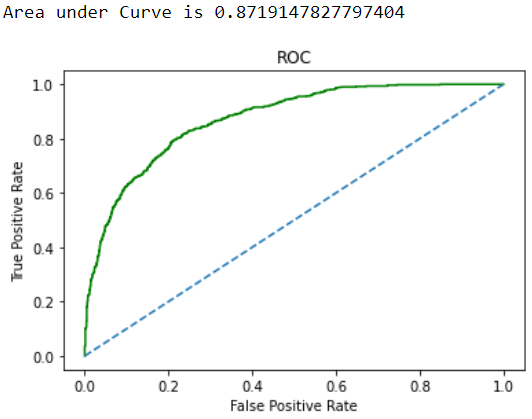 Area under Curve is 0.8719147827797404
ROC
1.0
0.8
0.6
0.4
0.2
0.0
True Positive Rate
0.0 0.2 0.4 0.6 0.8 1.0
False Positive Rate